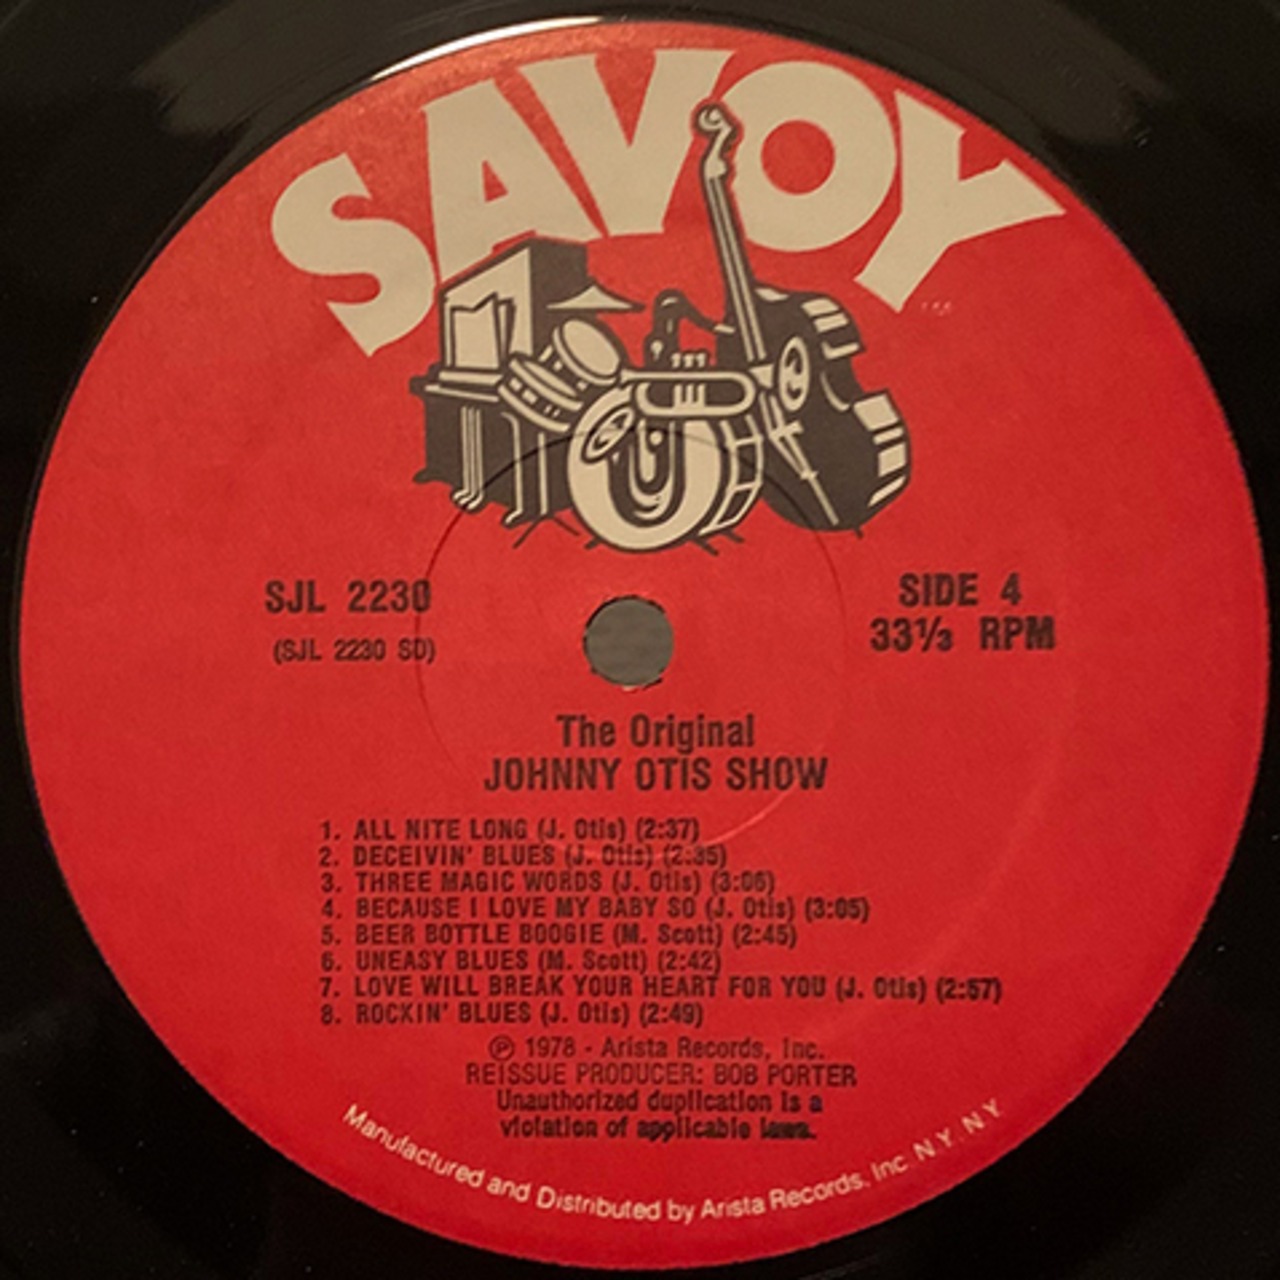 SAVOY
SJL 2230
(SJL 2230 SD)
SIDE 4
33⅓ RPM
The Original
JOHNNY OTIS SHOW
1. ALL NITE LONG (J. Otis) (2:37)
2. DECEIVIN' BLUES (J. Otis) (2:35)
3. THREE MAGIC WORDS (J. Otis) (3:06)
4. BECAUSE I LOVE MY BABY SO (J. Otis) (3:05)
5. BEER BOTTLE BOOGIE (M. Scott) (2:45)
6. UNEASY BLUES (M. Scott) (2:42)
7. LOVE WILL BREAK YOUR HEART FOR YOU (J. Otis) (2:57)
8. ROCKIN' BLUES (J. Otis) (2:49)
℗ 1978 - Arista Records, Inc.
REISSUE PRODUCER: BOB PORTER
Unauthorized duplication is a
violation of applicable laws.
Manufactured and Distributed by Arista Records, Inc N.Y. N.Y.